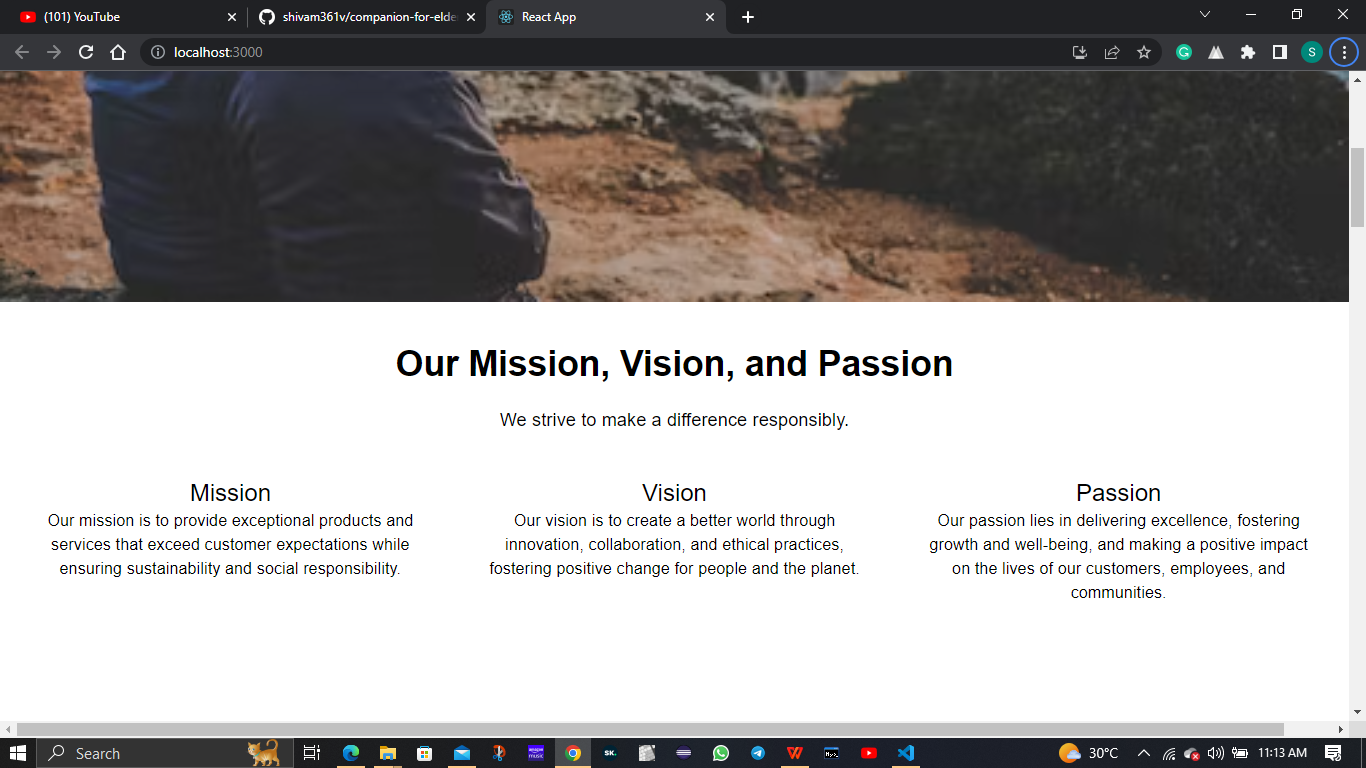 (101) YouTube
shivam361v/companion-for-elde
React App
localhost:3000
G
S
Our Mission, Vision, and Passion
We strive to make a difference responsibly.
Mission
Our mission is to provide exceptional products and
services that exceed customer expectations while
ensuring sustainability and social responsibility.
Vision
Our vision is to create a better world through
innovation, collaboration, and ethical practices,
fostering positive change for people and the planet.
Passion
Our passion lies in delivering excellence, fostering
growth and well-being, and making a positive impact
on the lives of our customers, employees, and
communities.
Search
amazon
music
SK.
30°C
11:13 AM